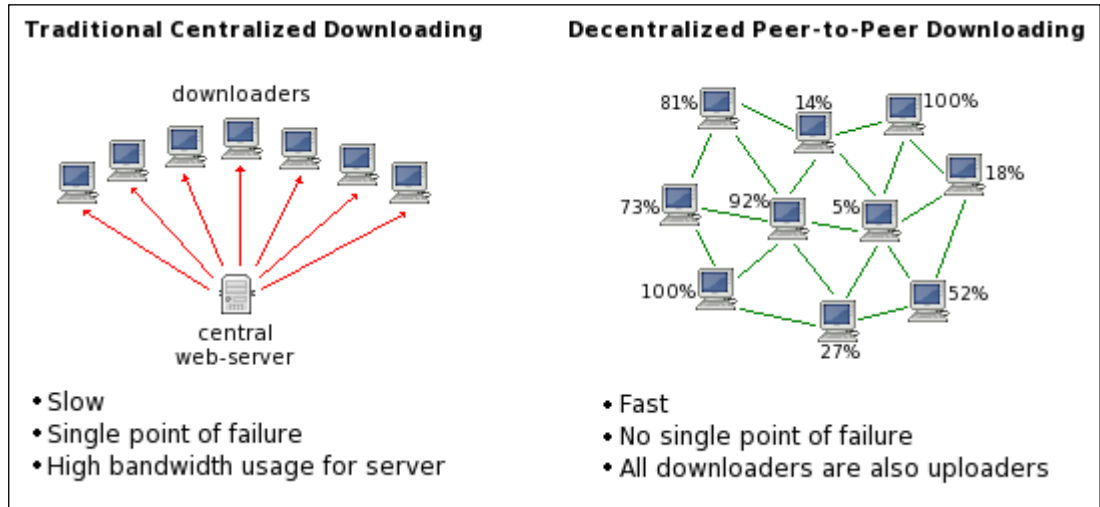 Traditional Centralized Downloading
downloaders
central
web-server
• Slow
• Single point of failure
• High bandwidth usage for server
Decentralized Peer-to-Peer Downloading
81%
14%
100%
18%
73%
92%
5%
100%
52%
27%
• Fast
• No single point of failure
• All downloaders are also uploaders